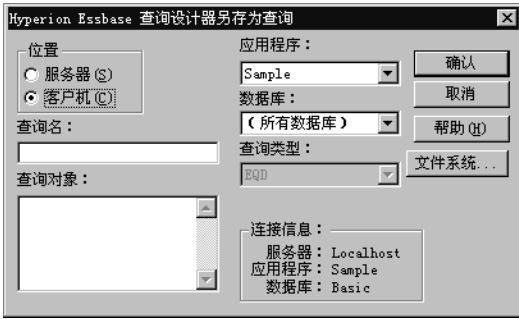 Hyperion Essbase 查询设计器另存为查询
位置
服务器(S)
客户机(C)
查询名：
查询对象：
应用程序：
Sample
数据库：
(所有数据库)
查询类型：
EQD
连接信息：
服务器：Localhost
应用程序：Sample
数据库：Basic
确认
取消
帮助(H)
文件系统...